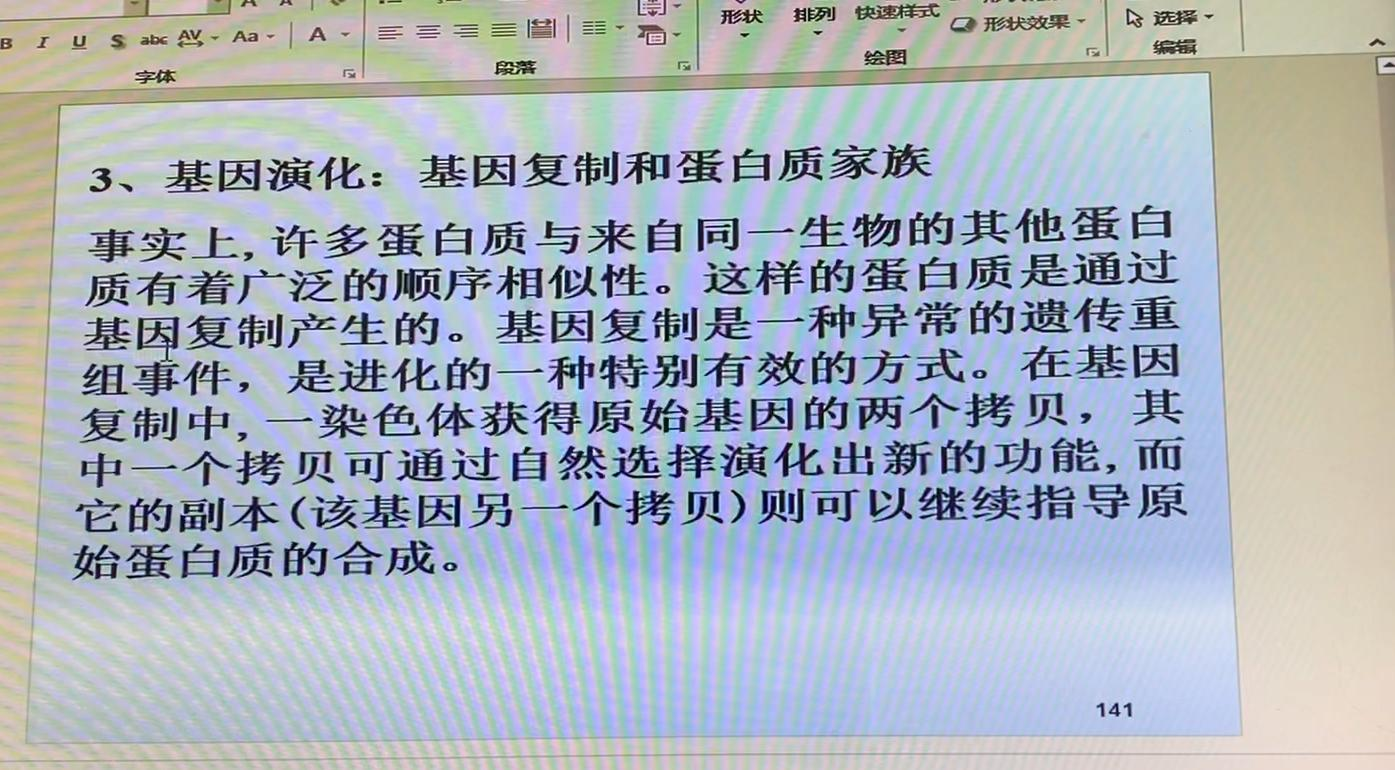 B I U S abc AV Aa A
形状 排列 快速样式 形状效果 选择
字体 段落 绘图 编辑
3、基因演化：基因复制和蛋白质家族
事实上,许多蛋白质与来自同一生物的其他蛋白
质有着广泛的顺序相似性。这样的蛋白质是通过
基因复制产生的。基因复制是一种异常的遗传重
组事件，是进化的一种特别有效的方式。在基因
复制中,一染色体获得原始基因的两个拷贝，其
中一个拷贝可通过自然选择演化出新的功能,而
它的副本(该基因另一个拷贝)则可以继续指导原
始蛋白质的合成。
141